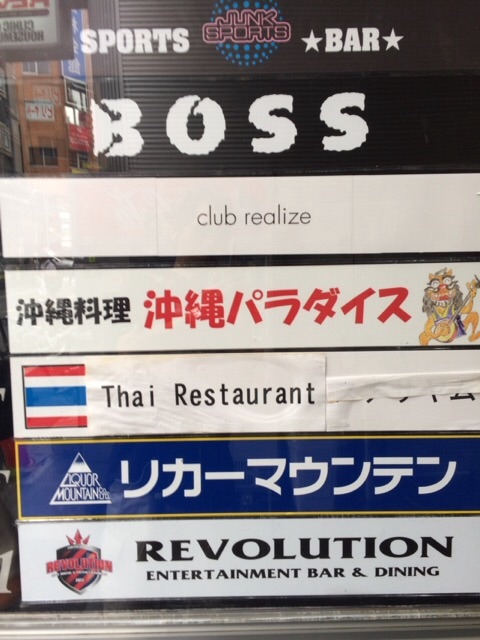 SPORTS JUNK SPORTS ★BAR★
BOSS
club realize
沖縄料理 沖縄パラダイス
Thai Restaurant
LIQUOR MOUNTAIN リカーマウンテン
REVOLUTION REVOLUTION
ENTERTAINMENT BAR & DINING